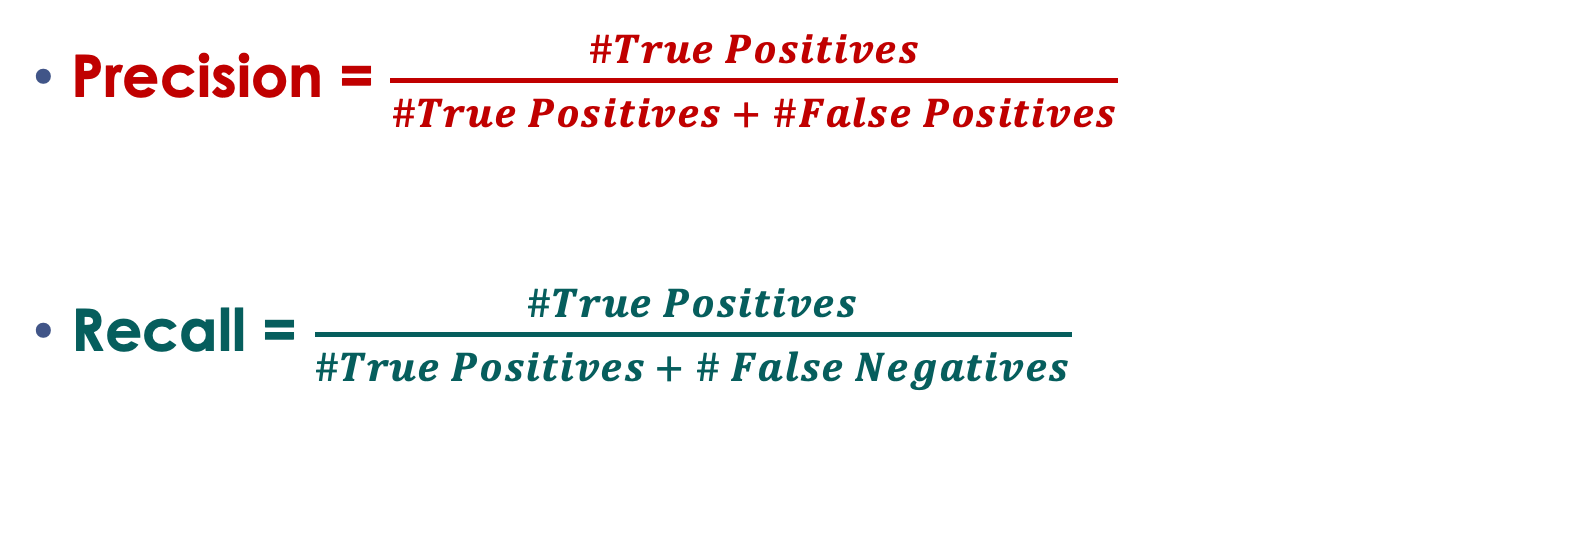 #True Positives
• Precision =
#True Positives + #False Positives
#True Positives
• Recall =
#True Positives + # False Negatives